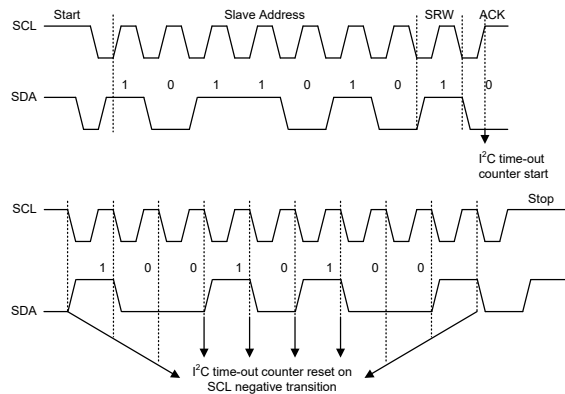 Start Slave Address SRW ACK
SCL
1 0 1 1 0 1 0 1 0
SDA
I²C time-out
counter start
Stop
SCL
1 0 0 1 0 1 0 0
SDA
I²C time-out counter reset on
SCL negative transition